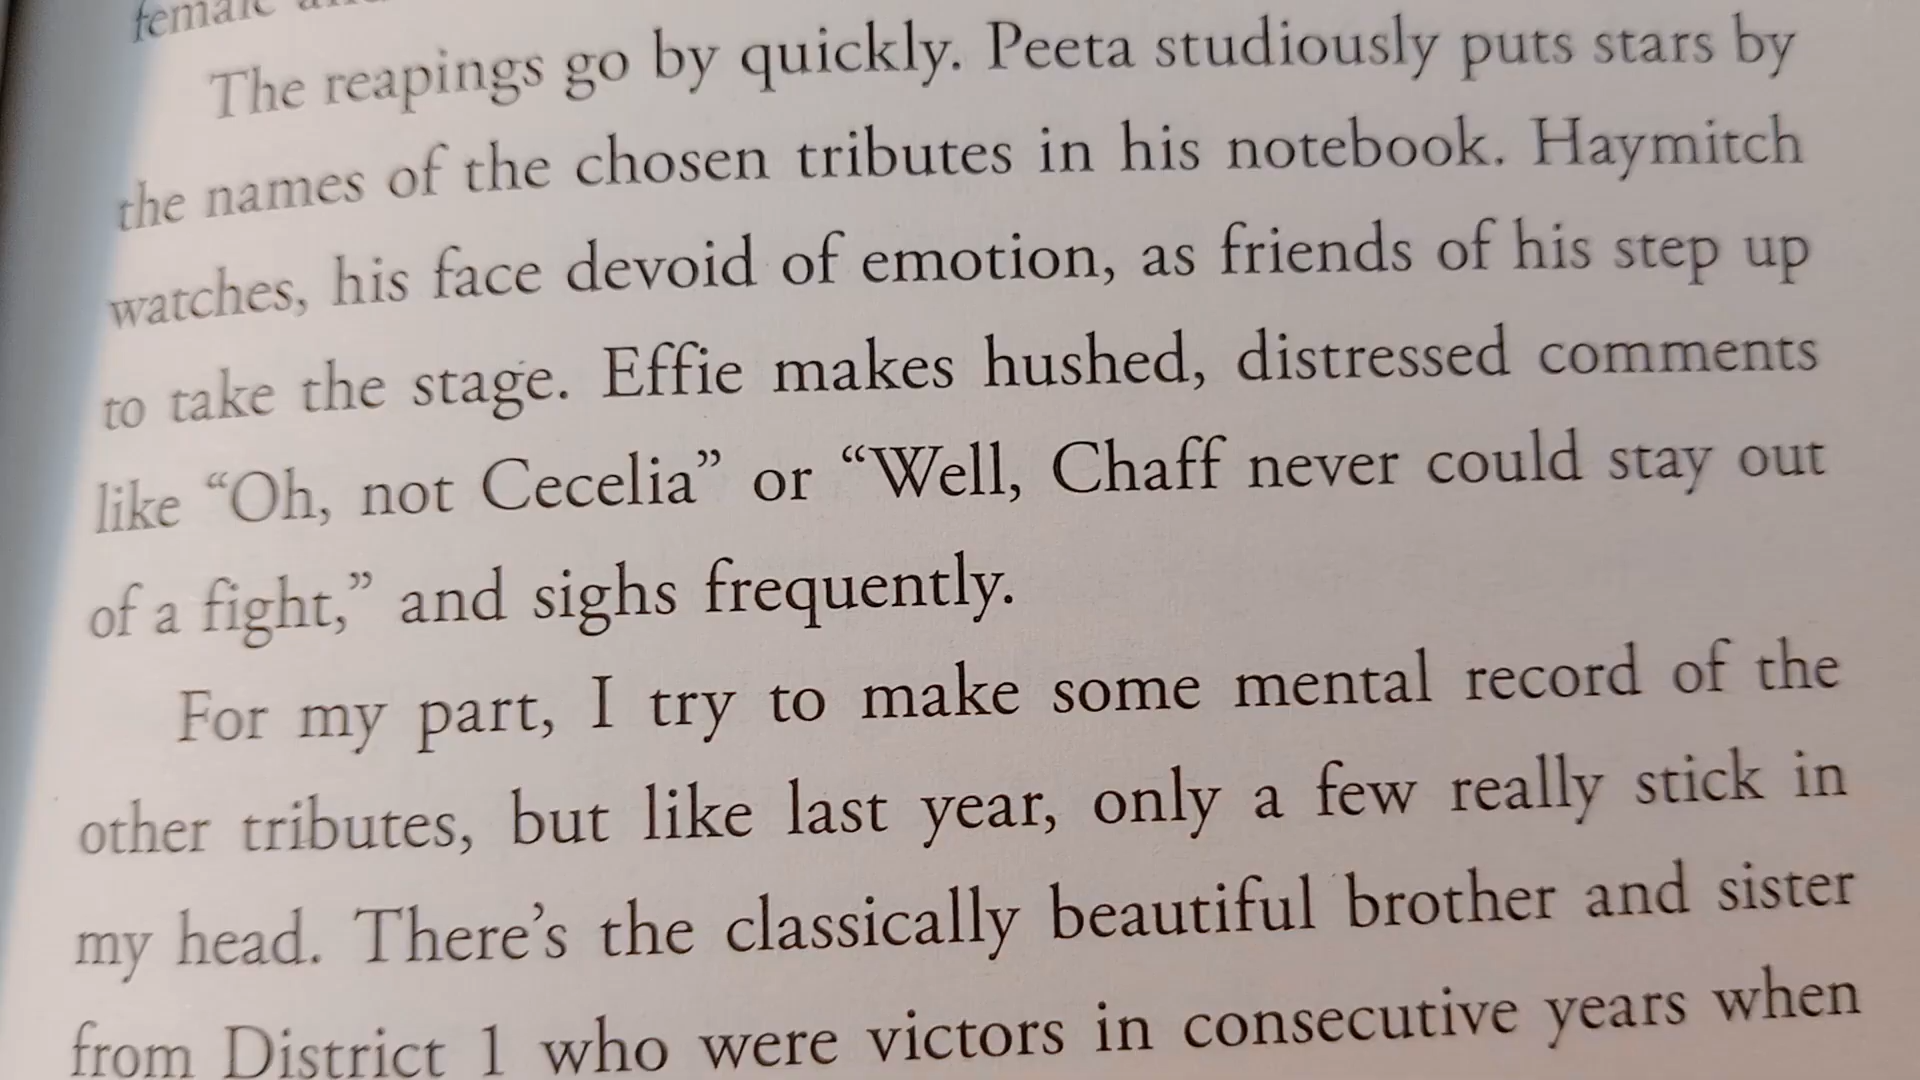 female
The reapings go by quickly. Peeta studiously puts stars by
the names of the chosen tributes in his notebook. Haymitch
watches, his face devoid of emotion, as friends of his step up
to take the stage. Effie makes hushed, distressed comments
like “Oh, not Cecelia” or “Well, Chaff never could stay out
of a fight,” and sighs frequently.
For my part, I try to make some mental record of the
other tributes, but like last year, only a few really stick in
my head. There’s the classically beautiful brother and sister
from District 1 who were victors in consecutive years when